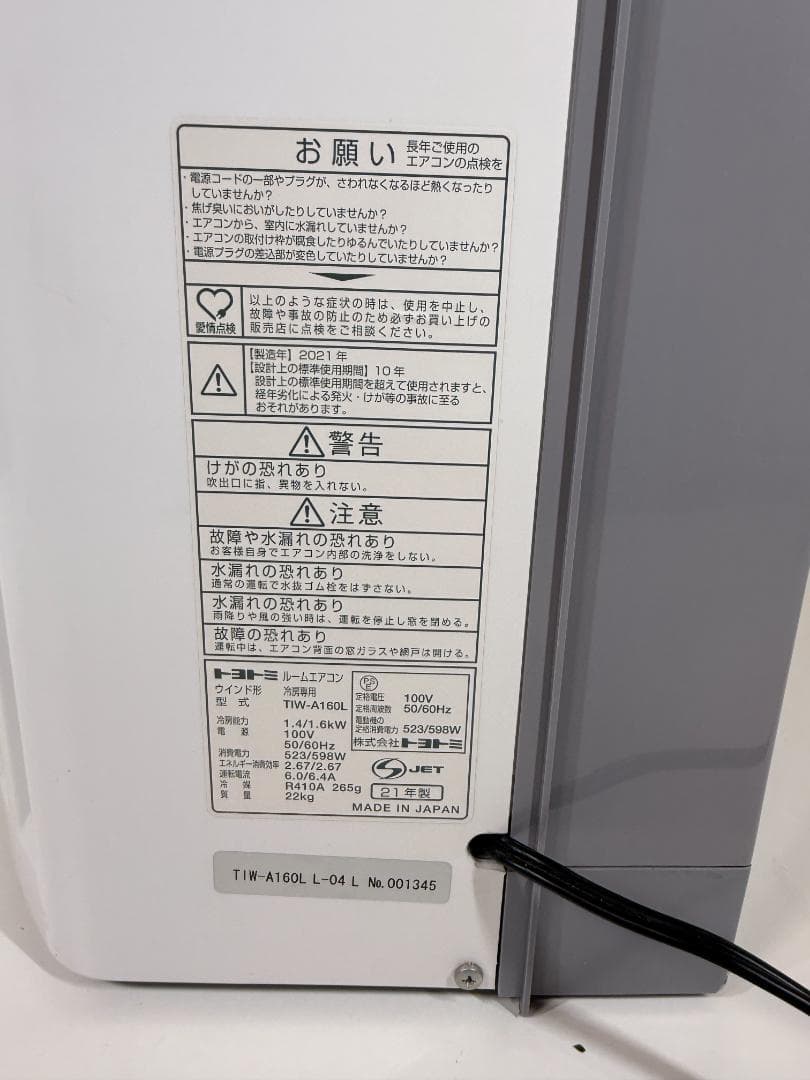 お願い 長年ご使用の
エアコンの点検を
・電源コードの一部やプラグが、さわれなくなるほど熱くなったり
していませんか？
・焦げ臭いにおいがしたりしていませんか？
・エアコンから、室内に水漏れしていませんか？
・エアコンの取付け枠が腐食したりゆるんでいたりしていませんか？
・電源プラグの差込部が変色していたりしていませんか？
愛情点検
以上のような症状の時は、使用を中止し、
故障や事故の防止のため必ずお買い上げの
販売店に点検をご相談ください。
【製造年】2021年
【設計上の標準使用期間】10年
設計上の標準使用期間を超えて使用されますと、
経年劣化による発火・けが等の事故に至る
おそれがあります。
警告
けがの恐れあり
吹出口に指、異物を入れない。
注意
故障や水漏れの恐れあり
お客様自身でエアコン内部の洗浄をしない。
水漏れの恐れあり
通常の運転で水抜ゴム栓をはずさない。
水漏れの恐れあり
雨降りや風の強い時は、運転を停止し窓を閉める。
故障の恐れあり
運転中は、エアコン背面の窓ガラスや網戸は開ける。
トヨトミ ルームエアコン
ウインド形 冷房専用
型式 TIW-A160L
冷房能力 1.4/1.6kW
電源 100V
50/60Hz
消費電力 523/598W
エネルギー消費効率 2.67/2.67
運転電流 6.0/6.4A
冷媒 R410A 265g
質量 22kg
PSE
定格電圧 100V
定格周波数 50/60Hz
電動機の
定格消費電力 523/598W
株式会社トヨトミ
S JET
21年製
MADE IN JAPAN
TIW-A160L L-04 L No.001345